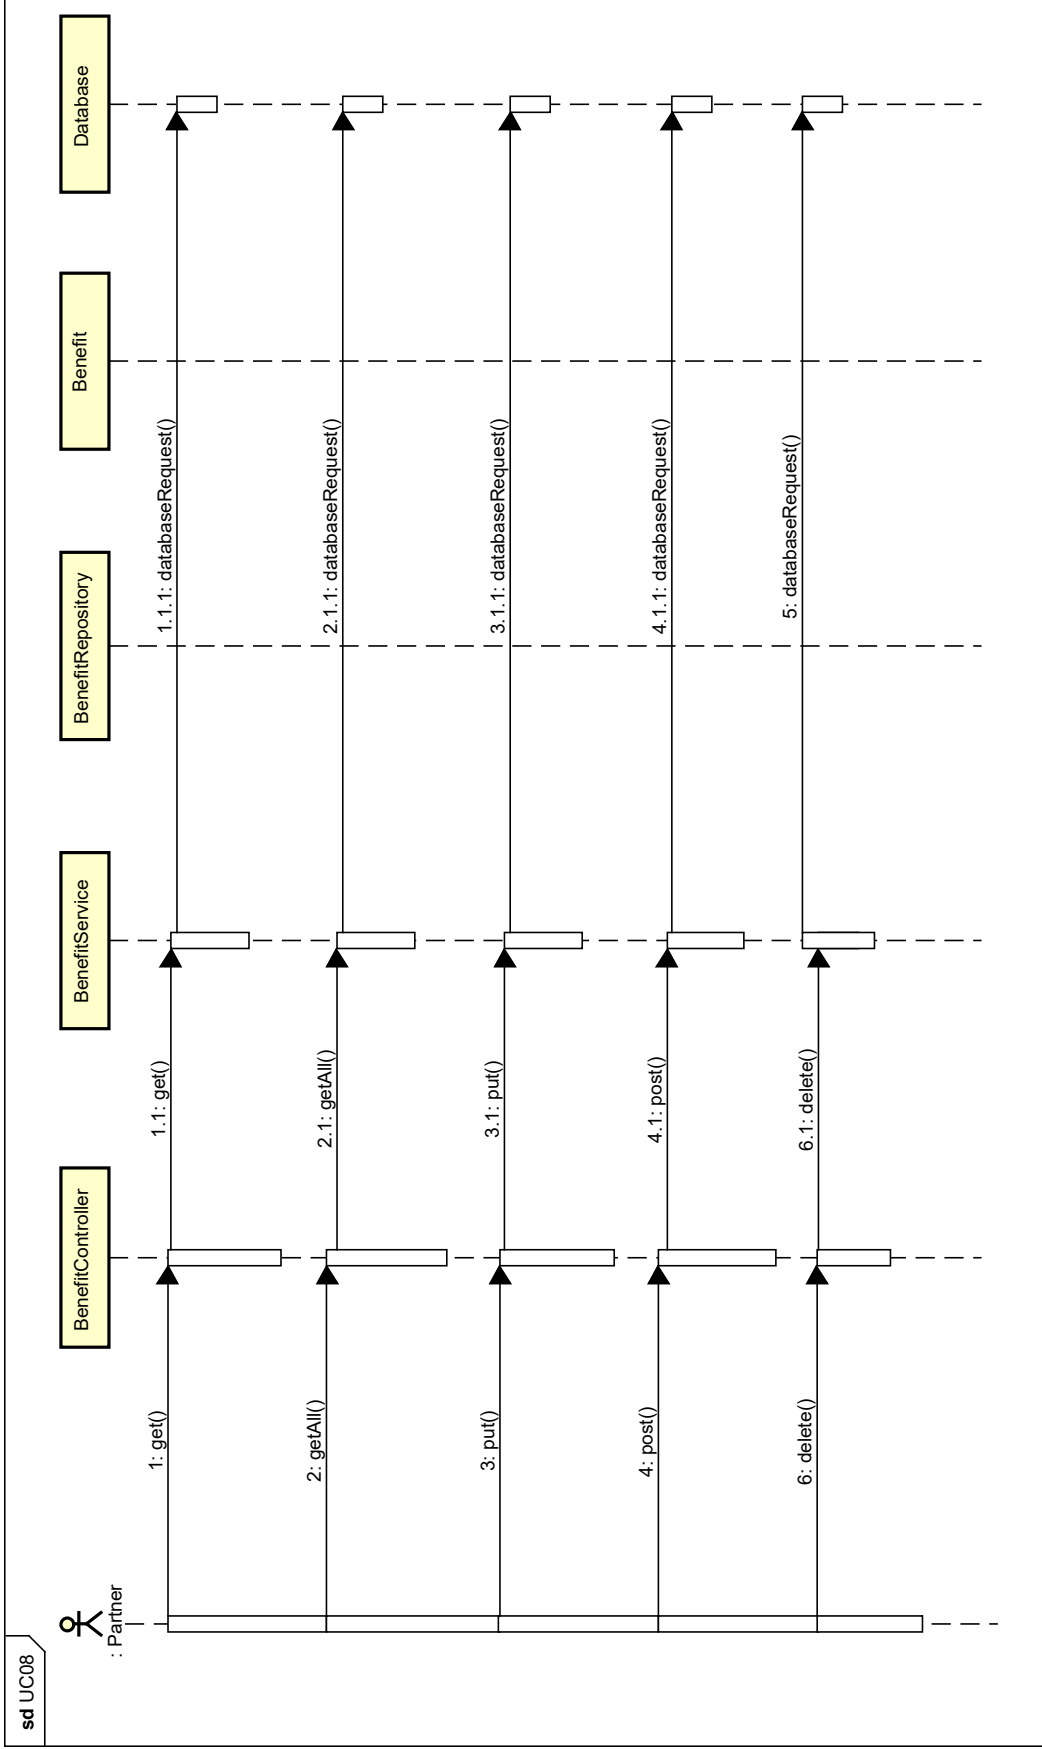 sd UC08
: Partner
BenefitController
BenefitService
BenefitRepository
Benefit
Database
1: get()
1.1: get()
1.1.1: databaseRequest()
2: getAll()
2.1: getAll()
2.1.1: databaseRequest()
3: put()
3.1: put()
3.1.1: databaseRequest()
4: post()
4.1: post()
4.1.1: databaseRequest()
5: databaseRequest()
6: delete()
6.1: delete()